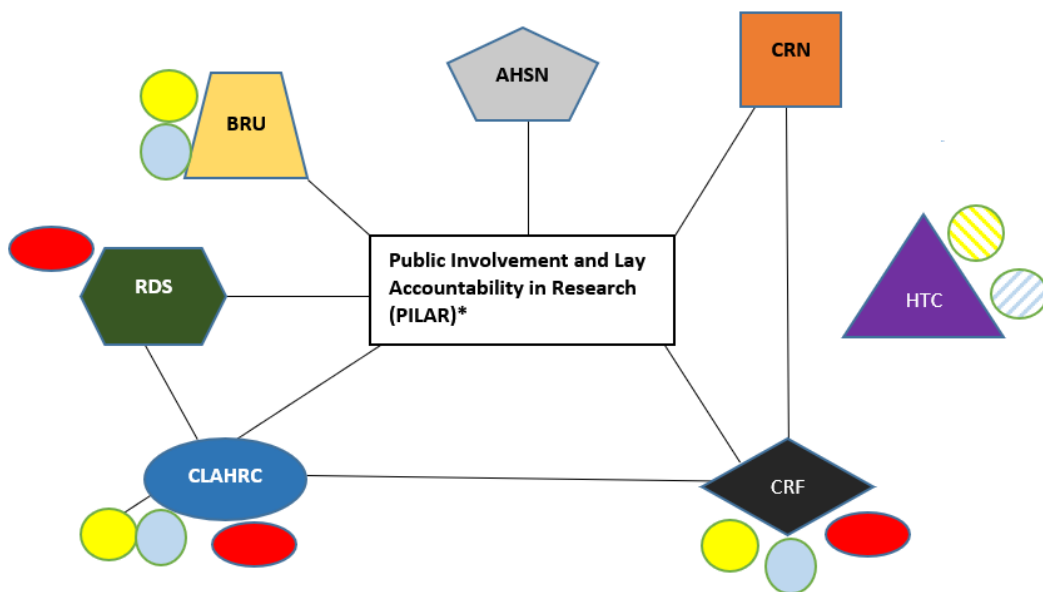 CRN
AHSN
BRU
Public Involvement and Lay
Accountability in Research
(PILAR)*
RDS
HTC
CLAHRC
CRF